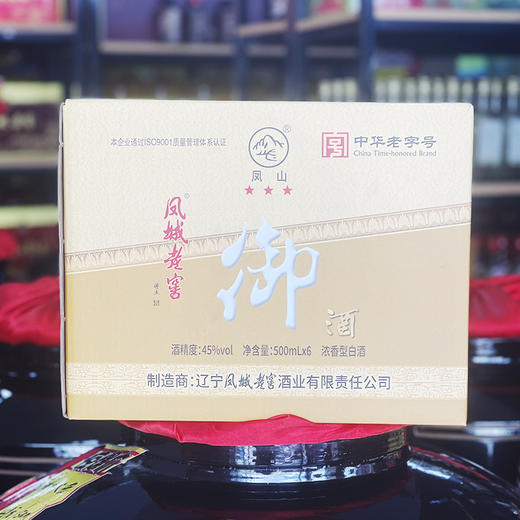 本企业通过ISO9001质量管理体系认证
®
凤山
中华老字号
China Time-honored Brand
凤城老窖
御
酒
酒精度:45%vol 净含量:500mLx6 浓香型白酒
制造商:辽宁凤城老窖酒业有限责任公司